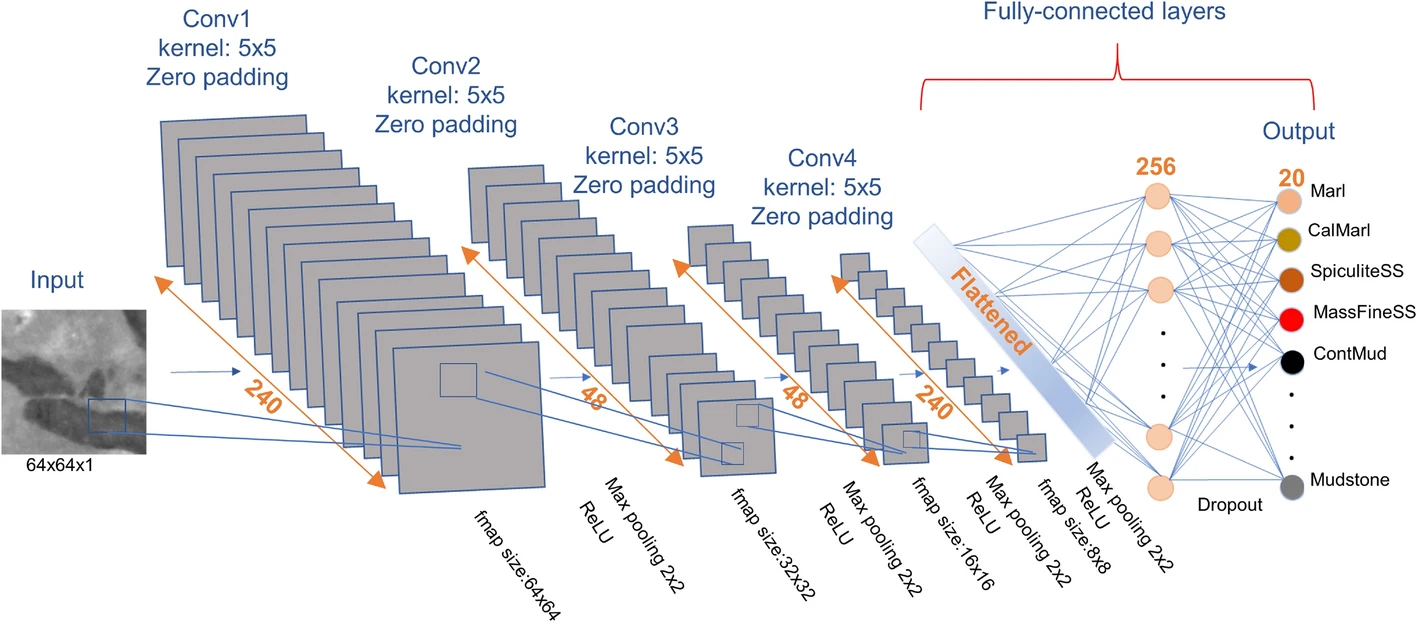 Conv1
kernel: 5x5
Zero padding
Conv2
kernel: 5x5
Zero padding
Conv3
kernel: 5x5
Zero padding
Conv4
kernel: 5x5
Zero padding
Fully-connected layers
Output
Input
64x64x1
240
48
48
240
Flattened
256
20
Marl
CalMarl
SpiculiteSS
MassFineSS
ContMud
Mudstone
Dropout
fmap size:64x64
Max pooling 2x2
ReLU
fmap size:32x32
Max pooling 2x2
ReLU
fmap size:16x16
Max pooling 2x2
ReLU
fmap size:8x8
Max pooling 2x2
ReLU